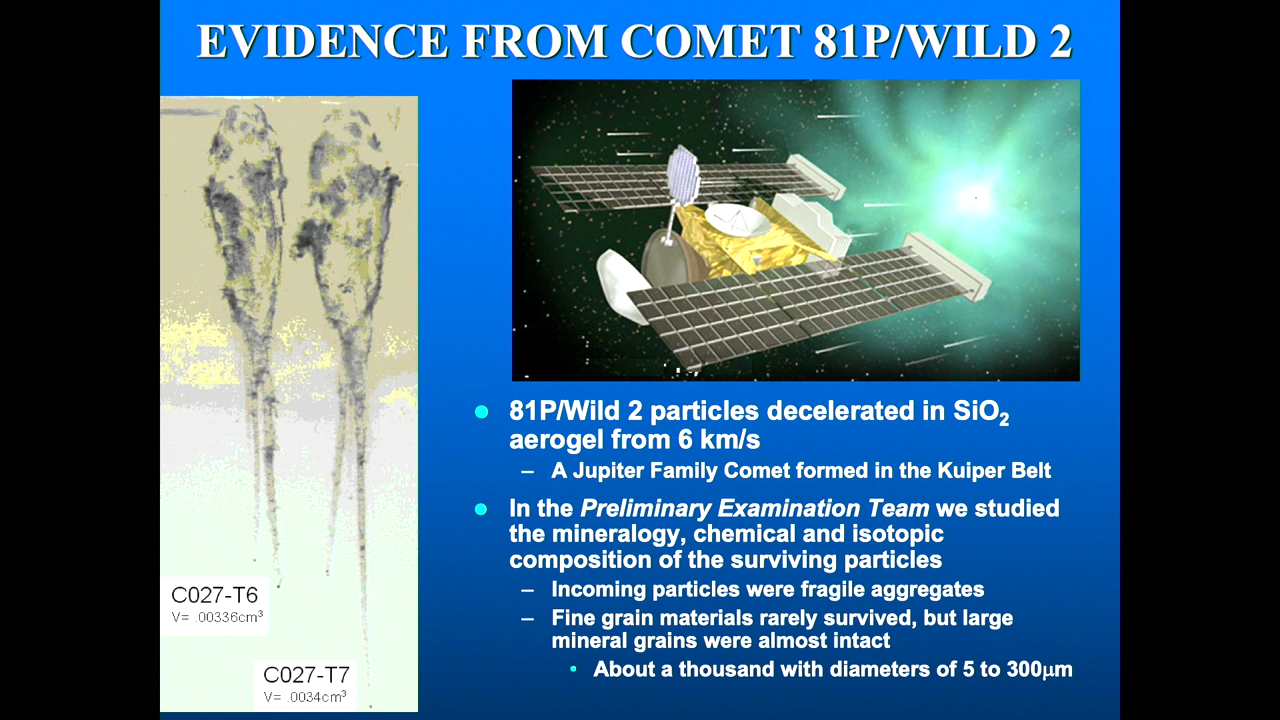 EVIDENCE FROM COMET 81P/WILD 2
C027-T6
V= .00336cm³
C027-T7
V= .0034cm³
● 81P/Wild 2 particles decelerated in SiO₂
aerogel from 6 km/s
– A Jupiter Family Comet formed in the Kuiper Belt
● In the Preliminary Examination Team we studied
the mineralogy, chemical and isotopic
composition of the surviving particles
– Incoming particles were fragile aggregates
– Fine grain materials rarely survived, but large
mineral grains were almost intact
• About a thousand with diameters of 5 to 300μm